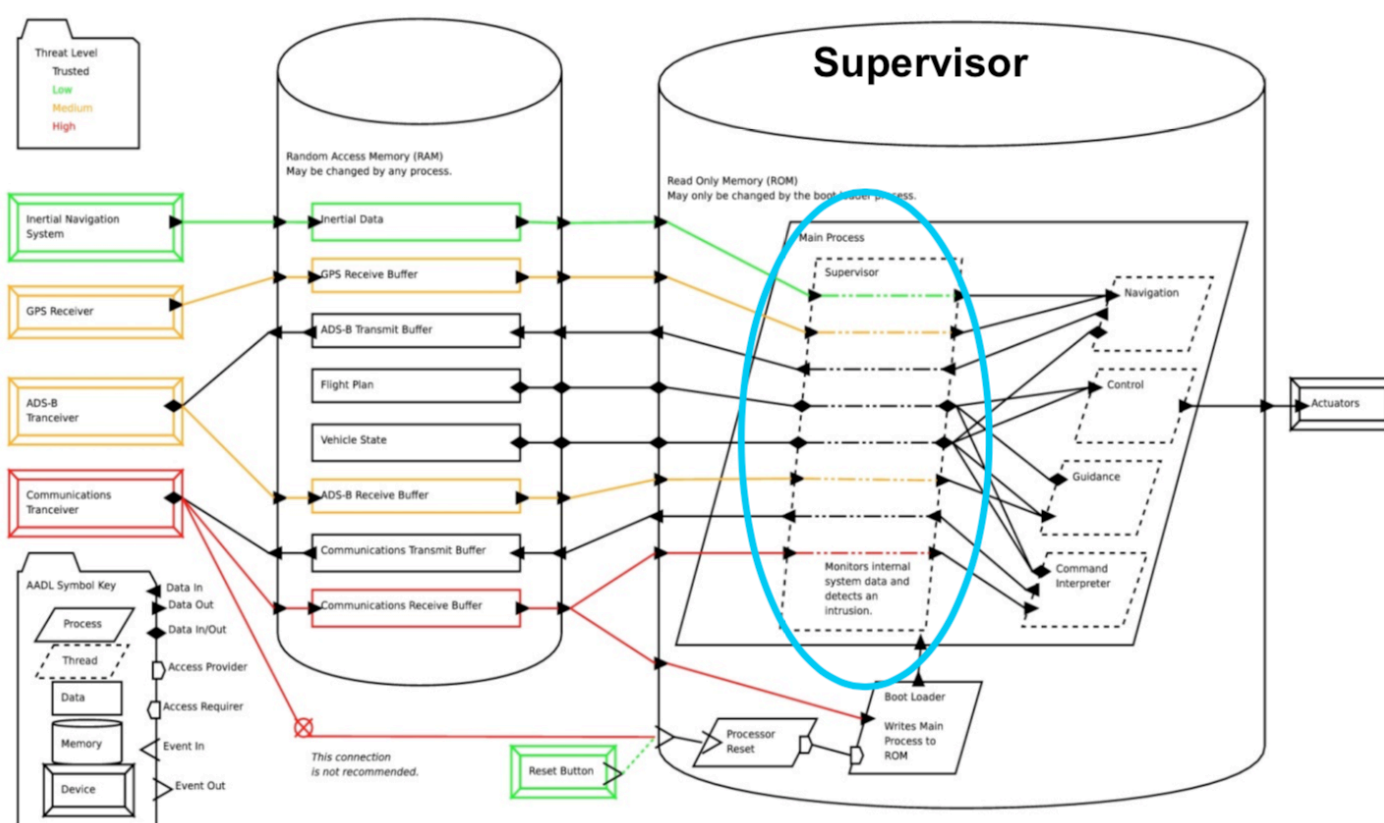 Supervisor
Threat Level
Trusted
Low
Medium
High
Random Access Memory (RAM)
May be changed by any process.
Read Only Memory (ROM)
May only be changed by the boot loader process.
Inertial Navigation
System
GPS Receiver
ADS-B
Tranceiver
Communications
Tranceiver
Inertial Data
GPS Receive Buffer
ADS-B Transmit Buffer
Flight Plan
Vehicle State
ADS-B Receive Buffer
Communications Transmit Buffer
Communications Receive Buffer
Main Process
Supervisor
Monitors internal
system data and
detects an
intrusion.
Navigation
Control
Guidance
Command
Interpreter
Actuators
AADL Symbol Key
Process
Thread
Data
Memory
Device
Data In
Data Out
Data In/Out
Access Provider
Access Requirer
Event In
Event Out
This connection
is not recommended.
Reset Button
Processor
Reset
Boot Loader
Writes Main
Process to
ROM